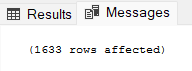 Results Messages
(1633 rows affected)